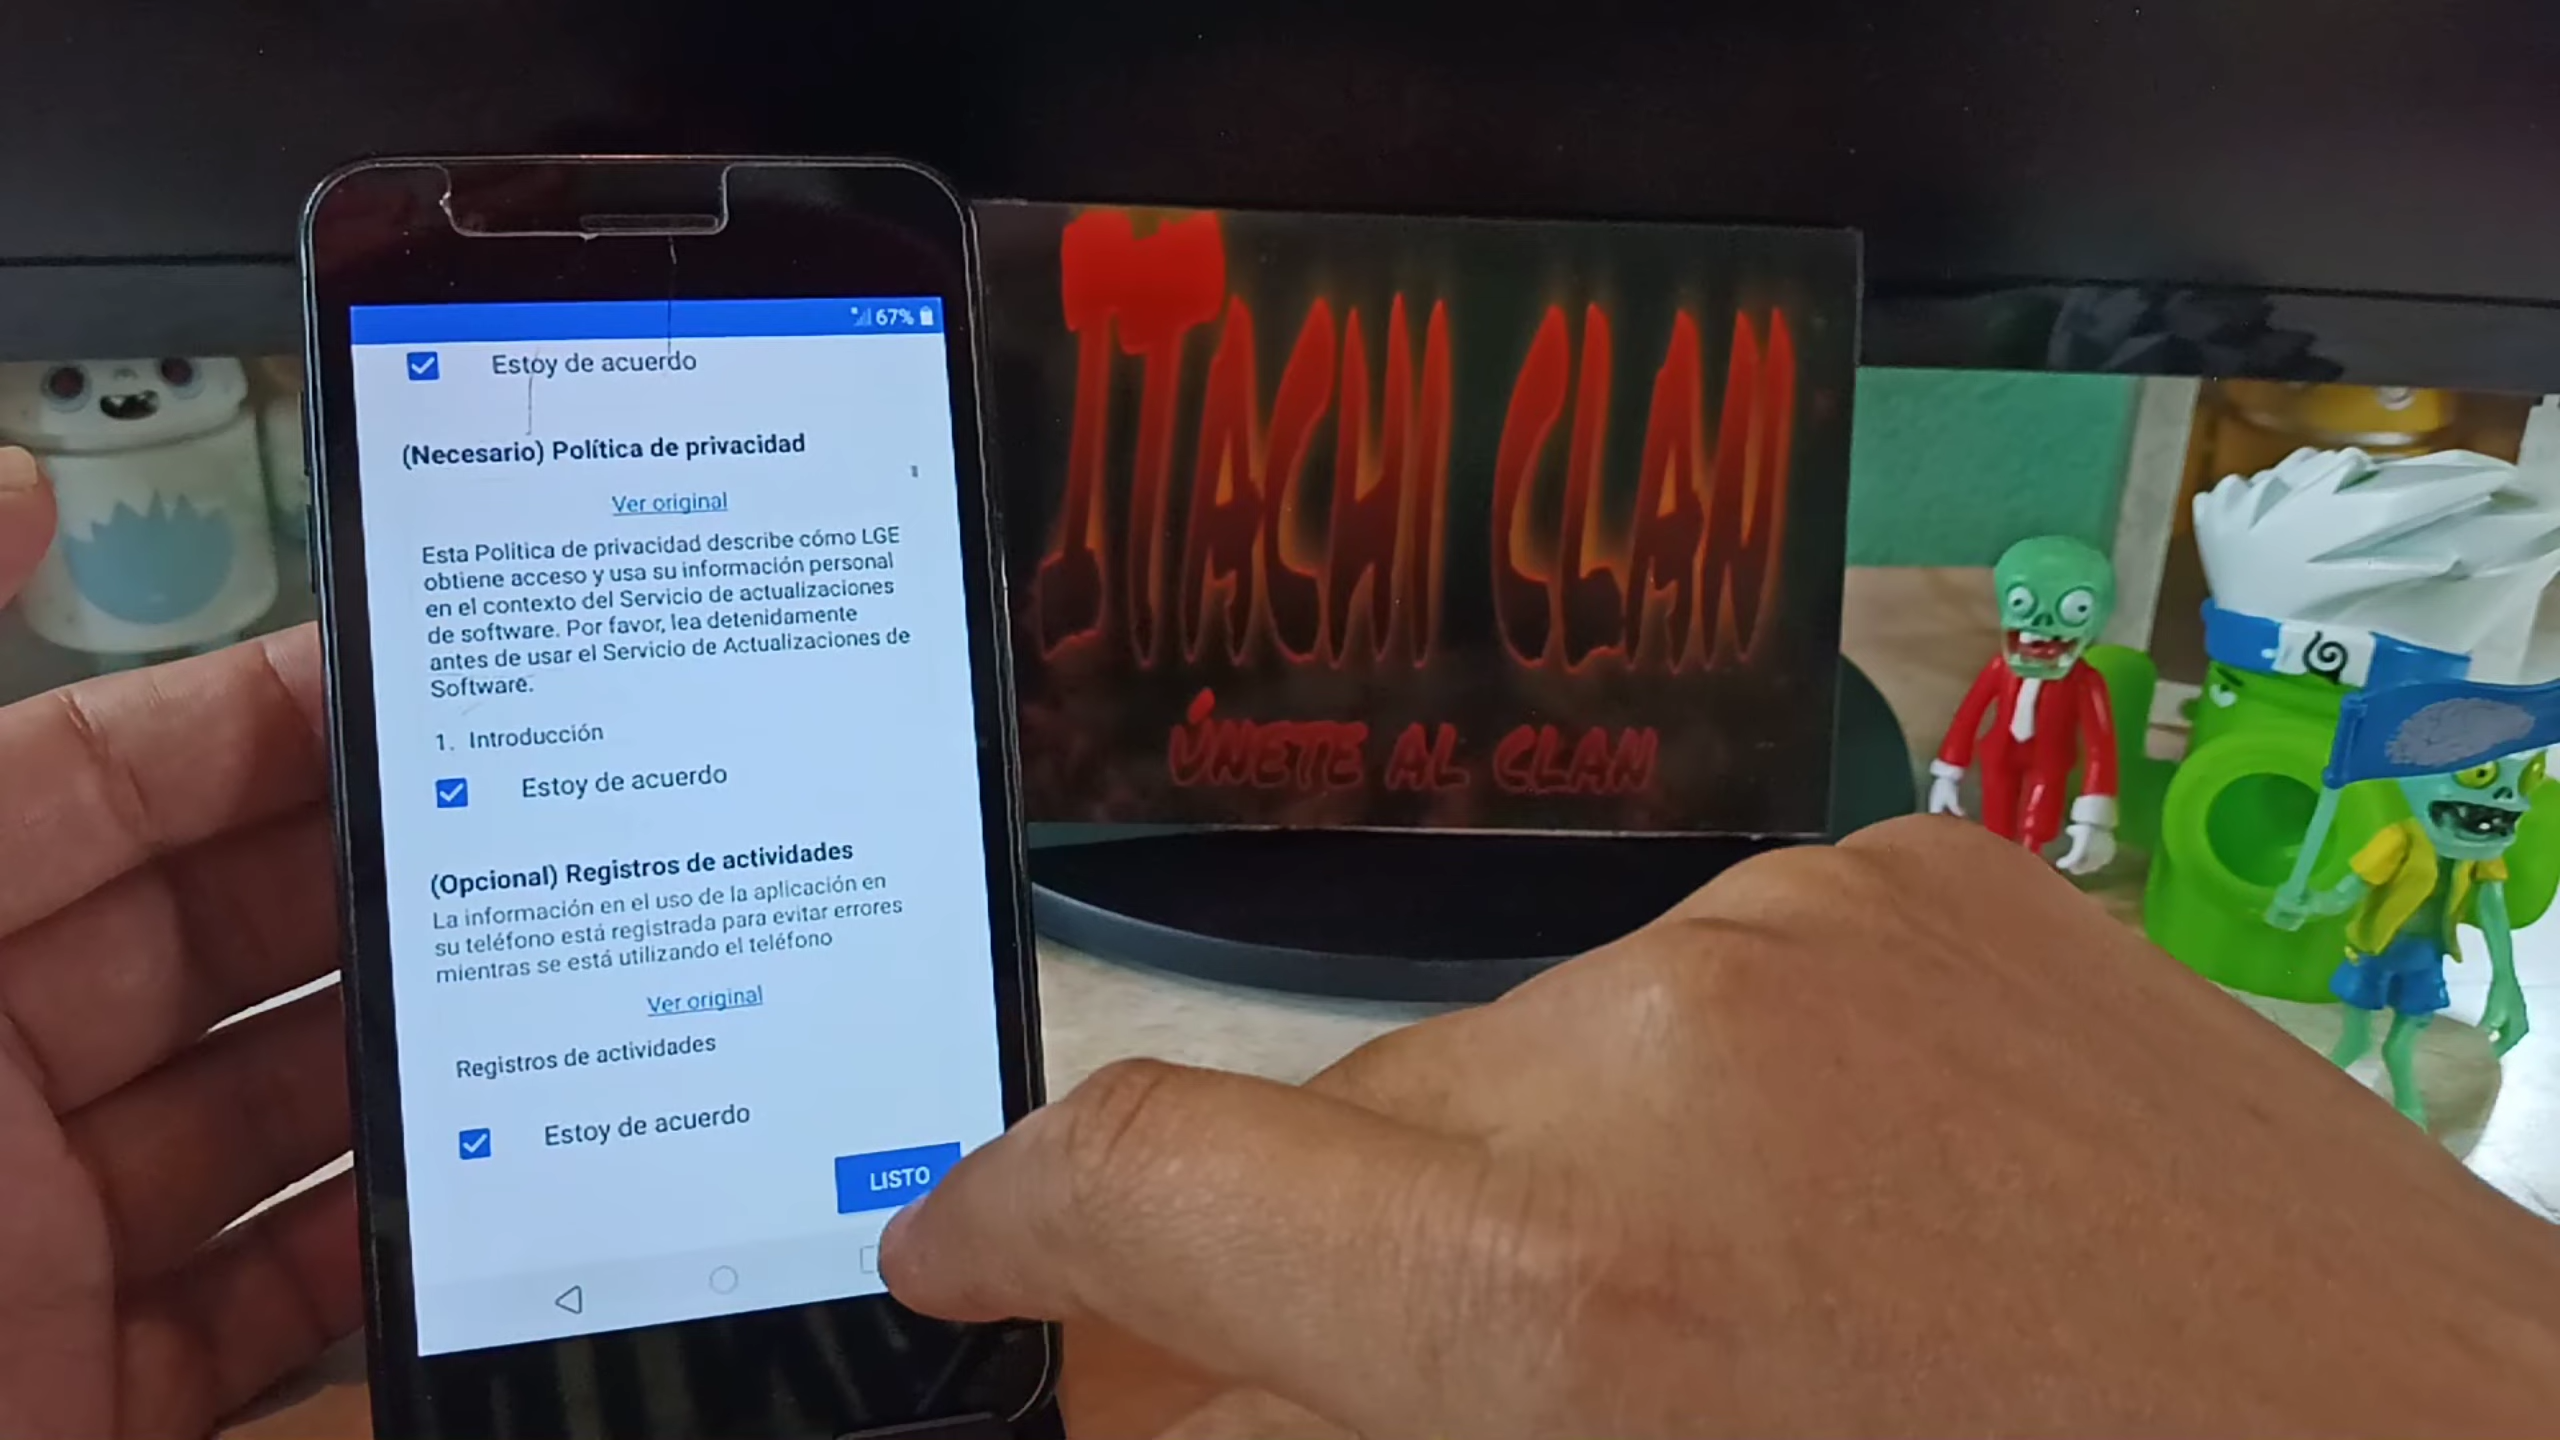 67%
Estoy de acuerdo
(Necesario) Política de privacidad
Ver original
Esta Política de privacidad describe cómo LGE
obtiene acceso y usa su información personal
en el contexto del Servicio de actualizaciones
de software. Por favor, lea detenidamente
antes de usar el Servicio de Actualizaciones de
Software.
1. Introducción
Estoy de acuerdo
(Opcional) Registros de actividades
La información en el uso de la aplicación en
su teléfono está registrada para evitar errores
mientras se está utilizando el teléfono
Ver original
Registros de actividades
Estoy de acuerdo
LISTO
ITACHI CLAN
ÚNETE AL CLAN